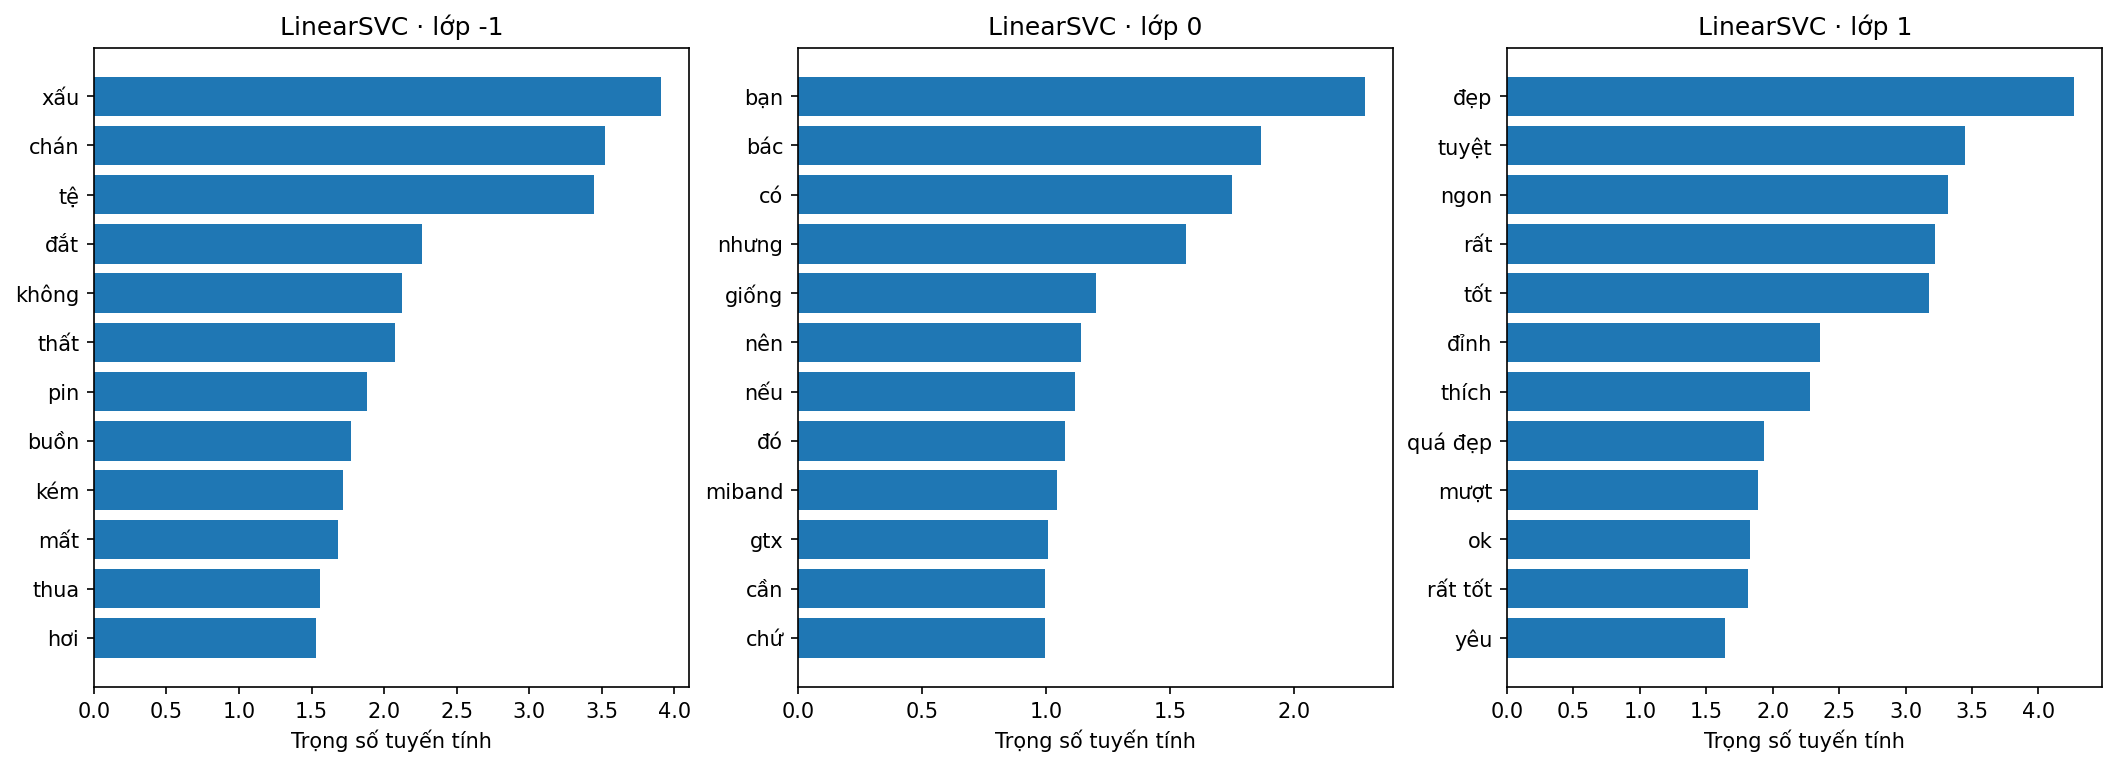 LinearSVC · lớp -1
xấu
chán
tệ
đắt
không
thất
pin
buồn
kém
mất
thua
hơi
0.0 0.5 1.0 1.5 2.0 2.5 3.0 3.5 4.0
Trọng số tuyến tính
LinearSVC · lớp 0
bạn
bác
có
nhưng
giống
nên
nếu
đó
miband
gtx
cần
chứ
0.0 0.5 1.0 1.5 2.0
Trọng số tuyến tính
LinearSVC · lớp 1
đẹp
tuyệt
ngon
rất
tốt
đỉnh
thích
quá đẹp
mượt
ok
rất tốt
yêu
0.0 0.5 1.0 1.5 2.0 2.5 3.0 3.5 4.0
Trọng số tuyến tính